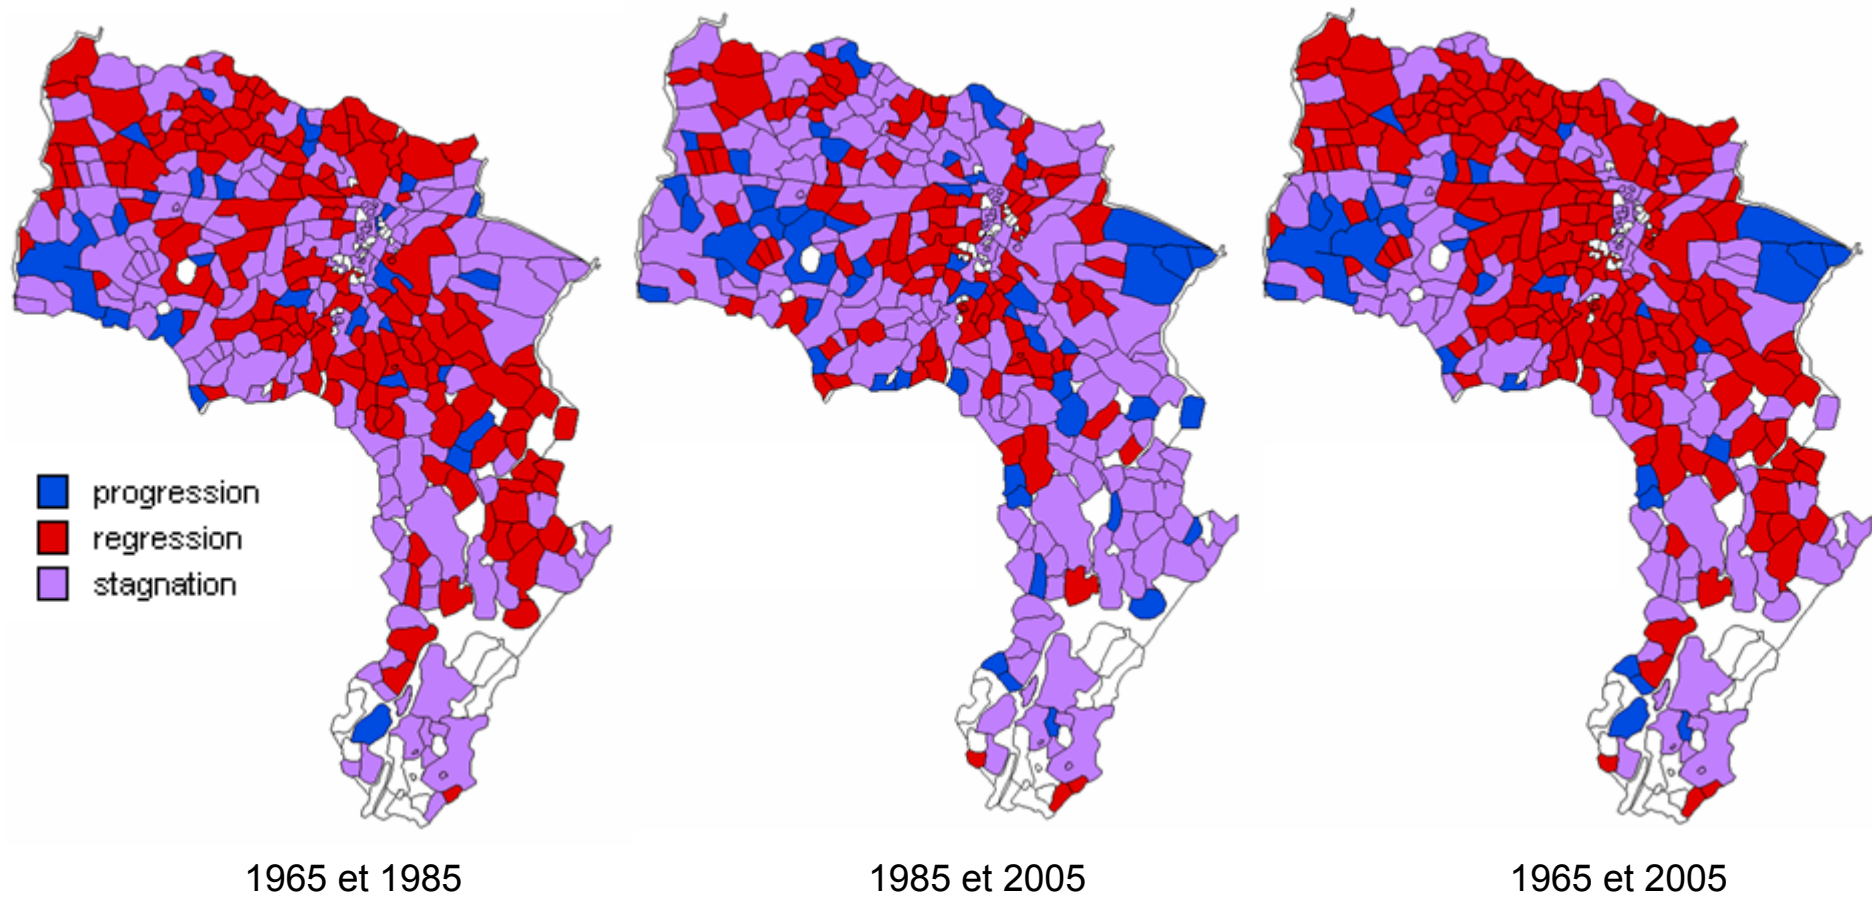 progression
regression
stagnation
1965 et 1985
1985 et 2005
1965 et 2005